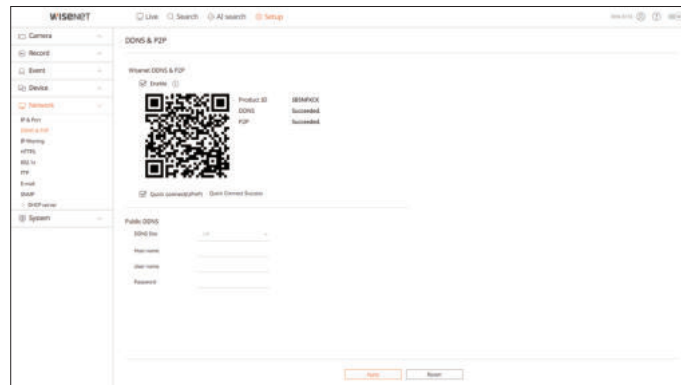 WISENET
Live Search AI search Setup
Camera
DDNS & P2P
Record
Event
Wisenet DDNS & P2P
Enable
Device
Product ID
Network
DDNS Succeeded.
P2P Succeeded.
IP & Port
DDNS & P2P
IP filtering
HTTPS
802.1x
FTP
E-mail
SNMP
DHCP server
System
Quick connect(UPnP) Quick Connect Success
Public DDNS
DDNS Site
Off
Host name
User name
Password
Apply Reset